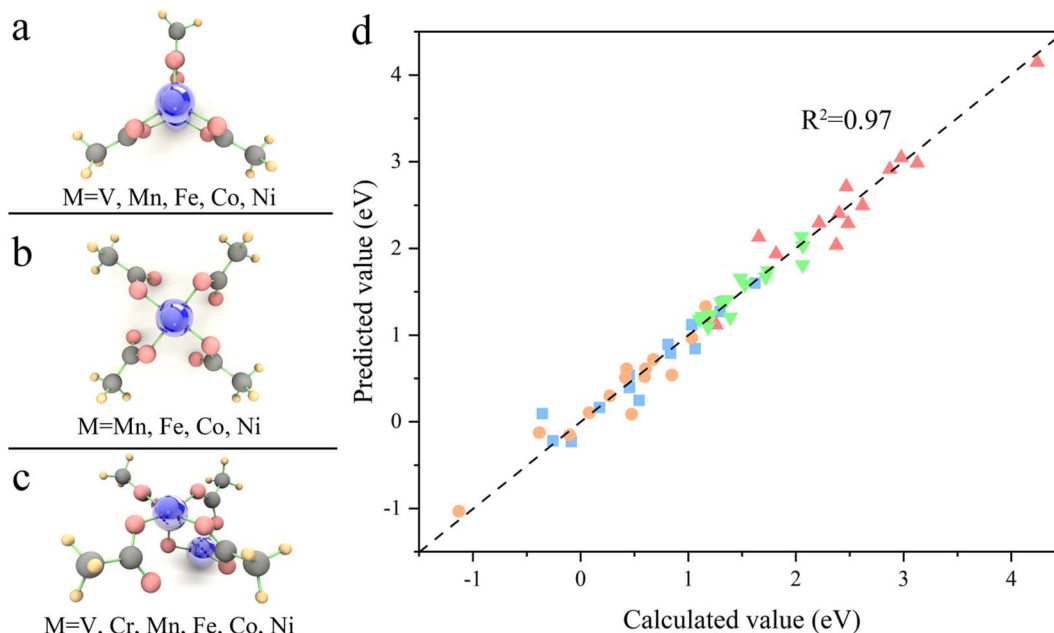 a
M=V, Mn, Fe, Co, Ni
b
M=Mn, Fe, Co, Ni
c
M=V, Cr, Mn, Fe, Co, Ni
d
R²=0.97
Predicted value (eV)
4
3
2
1
0
-1
-1 0 1 2 3 4
Calculated value (eV)